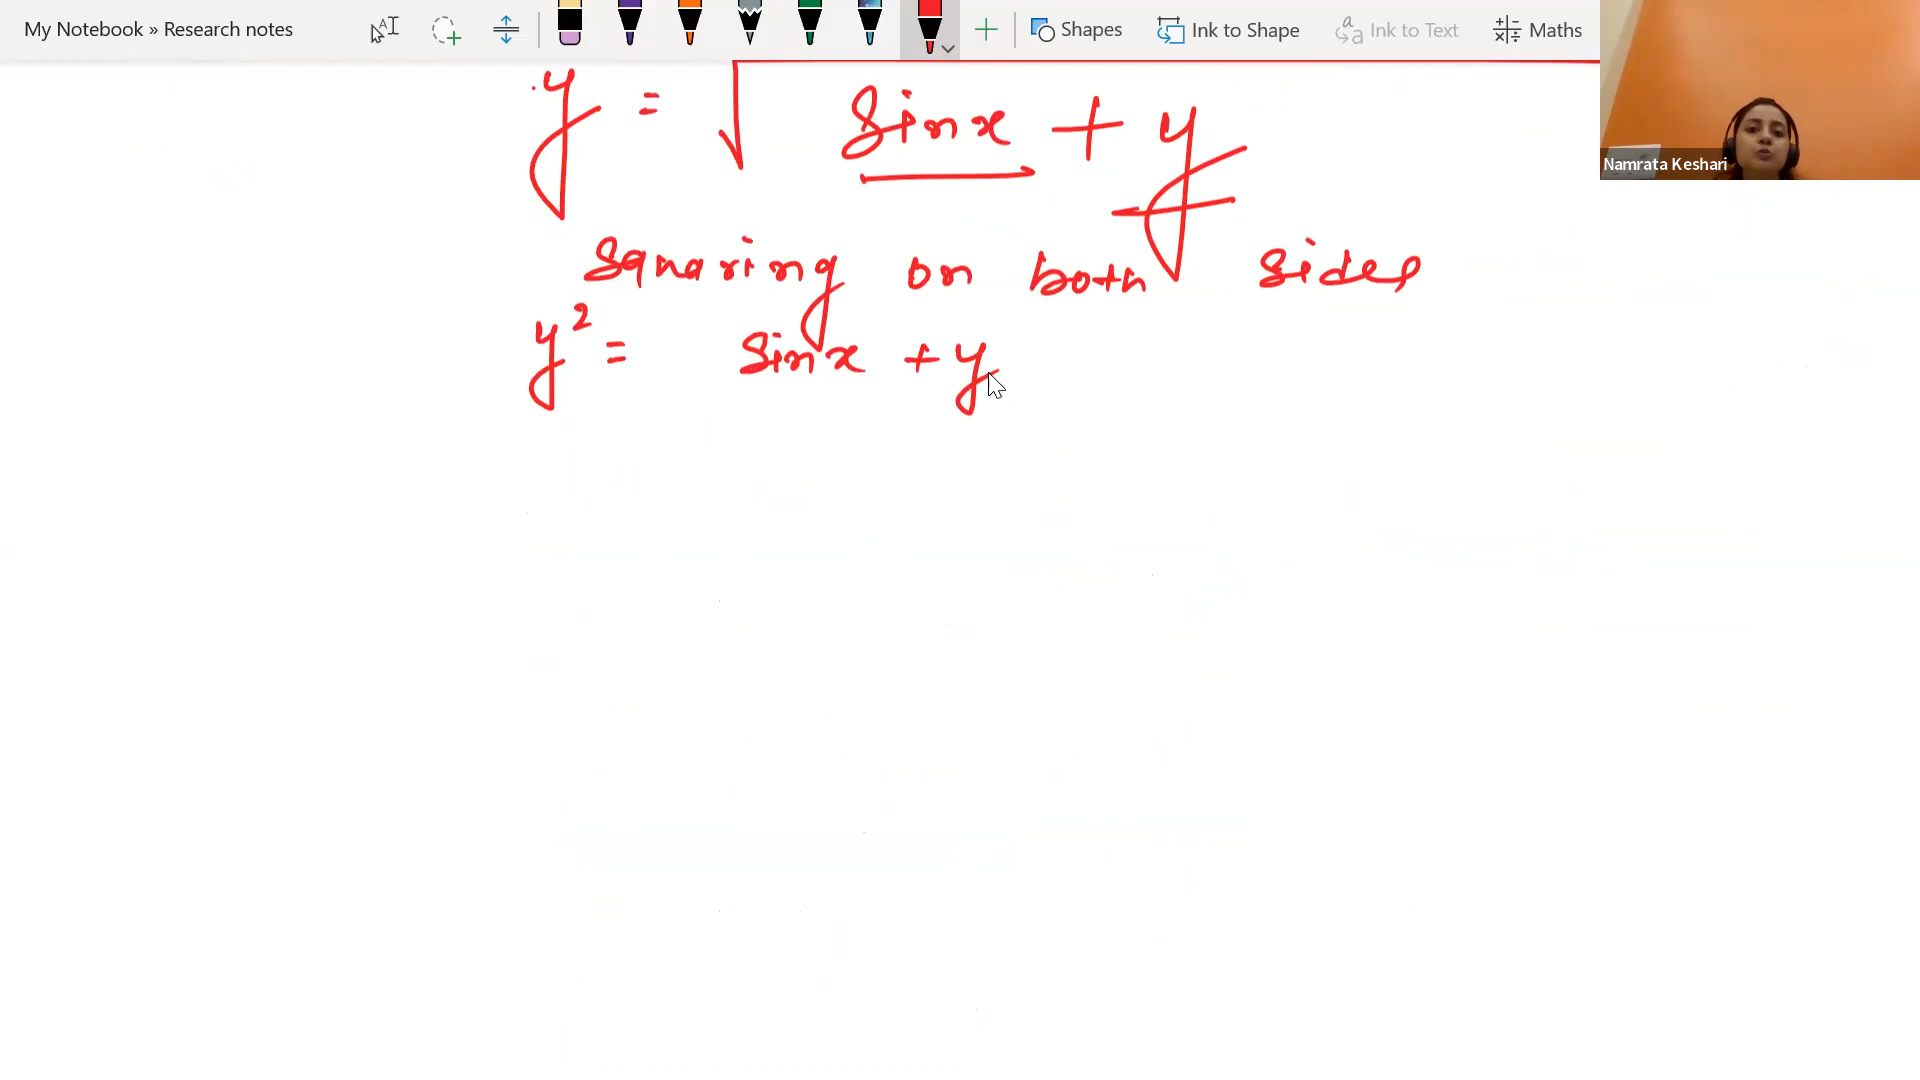 My Notebook » Research notes
Shapes
Ink to Shape
Ink to Text
Maths
Namrata Keshari
y = √ sinx + y
Squaring on both sides
y² = sinx + y